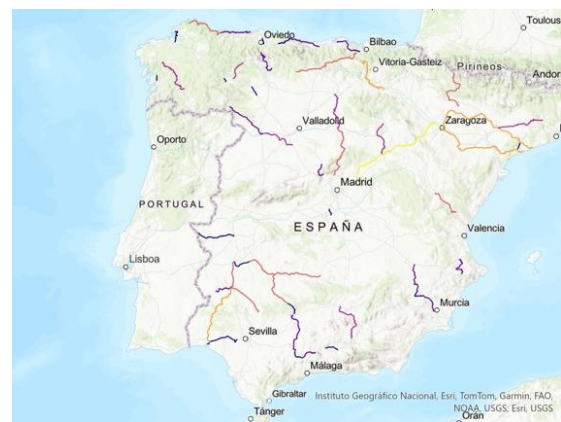 Toulous
Oviedo
Bilbao
Vitoria-Gasteiz
Pirineos
Andor
Valladolid
Zaragoza
Oporto
Madrid
PORTUGAL
ESPAÑA
Valencia
Lisboa
Murcia
Sevilla
Málaga
Gibraltar
Tánger
Orán
Instituto Geográfico Nacional, Esri, TomTom, Garmin, FAO,
NOAA, USGS; Esri, USGS